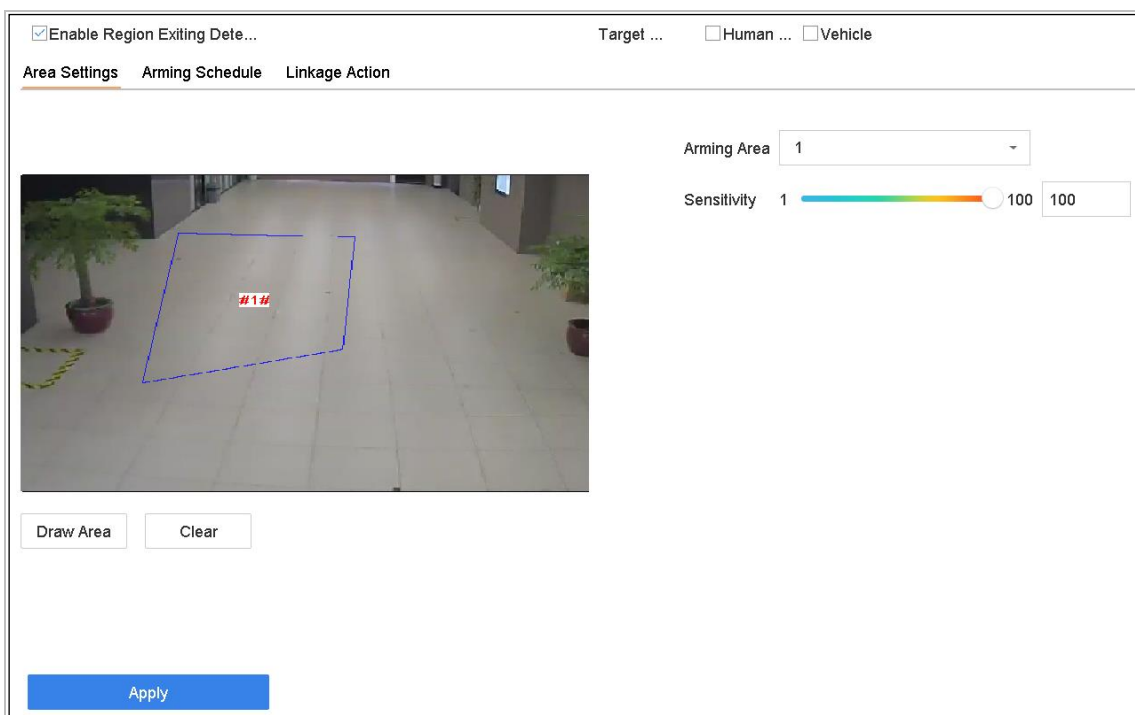 Enable Region Exiting Dete... Target ... Human ... Vehicle
Area Settings Arming Schedule Linkage Action
Arming Area 1
Sensitivity 1 100 100
#1#
Draw Area Clear
Apply